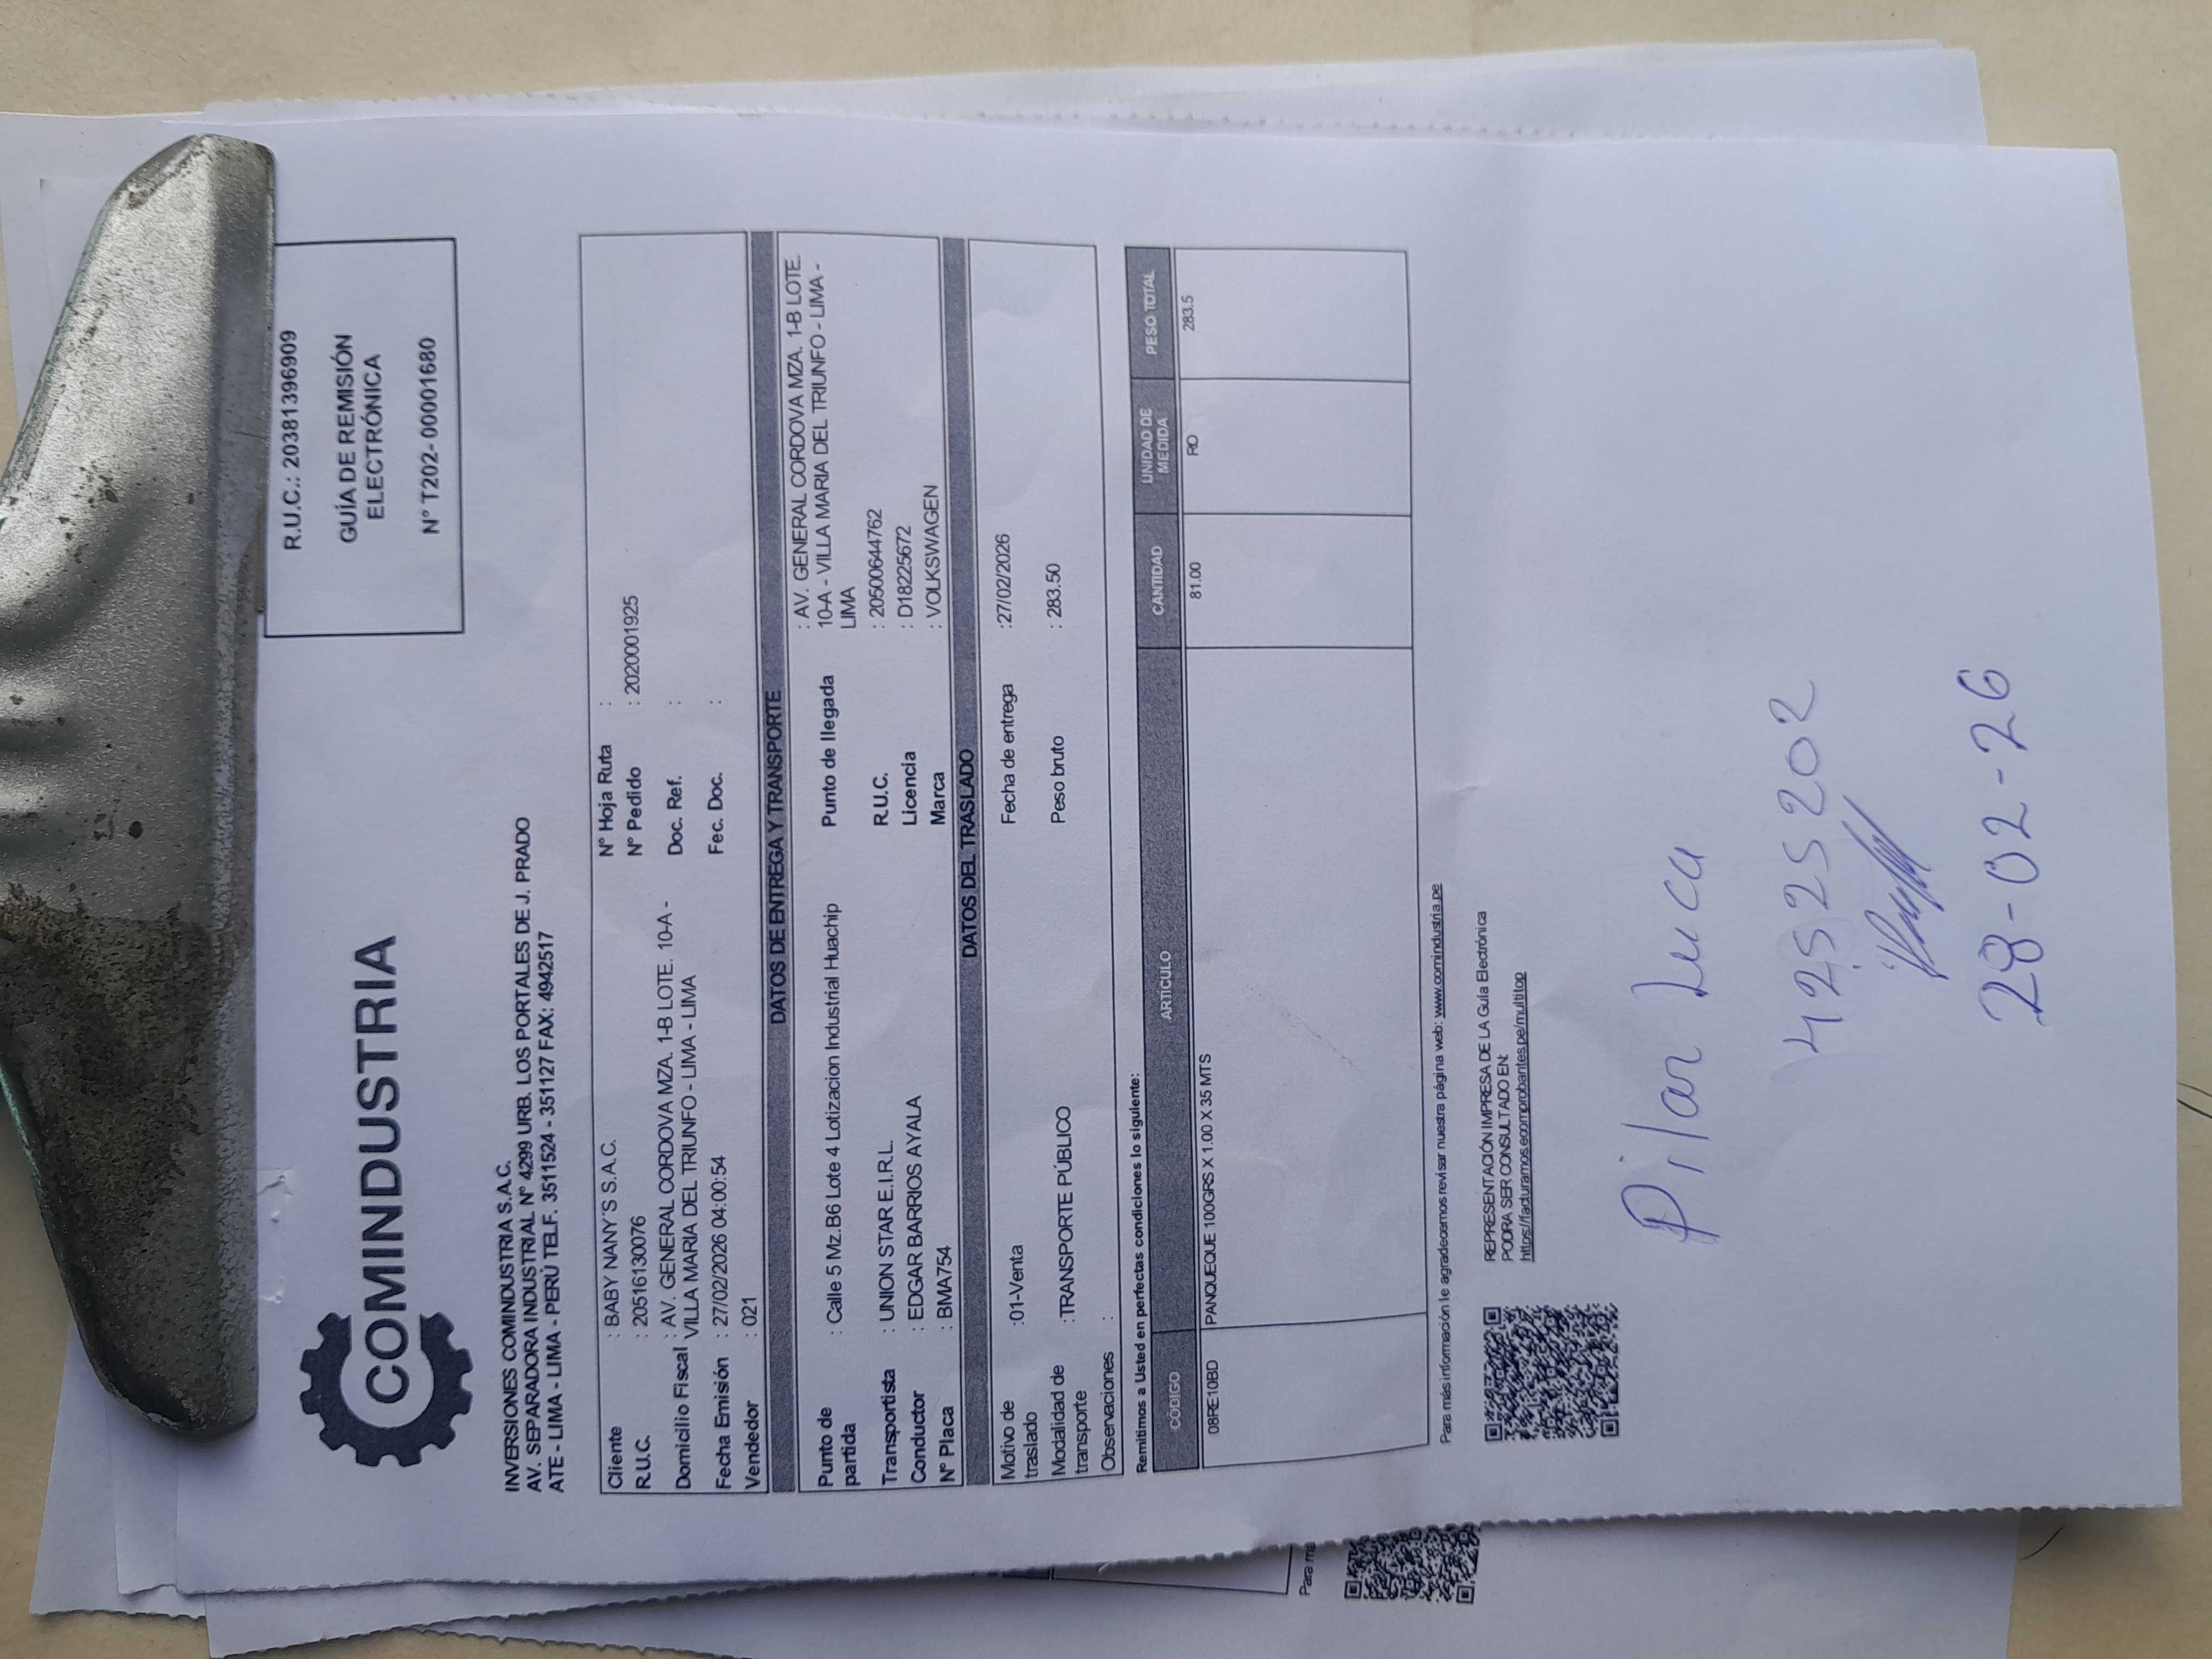 COMINDUSTRIA
R.U.C.: 20381396909
GUÍA DE REMISIÓN
ELECTRÓNICA
N° T202- 00001680
INVERSIONES COMINDUSTRIA S.A.C.
AV. SEPARADORA INDUSTRIAL N° 4299 URB. LOS PORTALES DE J. PRADO
ATE - LIMA - LIMA - PERÚ TELF. 3511524 - 351127 FAX: 4942517
Cliente : BABY NANY'S S.A.C. N° Hoja Ruta :
R.U.C. : 20516130076 N° Pedido : 2020001925
Domicilio Fiscal : AV. GENERAL CORDOVA MZA. 1-B LOTE. 10-A - Doc. Ref. :
VILLA MARIA DEL TRIUNFO - LIMA - LIMA
Fecha Emisión : 27/02/2026 04:00:54 Fec. Doc. :
Vendedor : 021
DATOS DE ENTREGA Y TRANSPORTE
Punto de partida : Calle 5 Mz.B6 Lote 4 Lotizacion Industrial Huachip Punto de llegada : AV. GENERAL CORDOVA MZA. 1-B LOTE.
10-A - VILLA MARIA DEL TRIUNFO - LIMA -
LIMA
Transportista : UNION STAR E.I.R.L. R.U.C. : 20500644762
Conductor : EDGAR BARRIOS AYALA Licencia : D18225672
N° Placa : BMA754 Marca : VOLKSWAGEN
DATOS DEL TRASLADO
Motivo de traslado :01-Venta Fecha de entrega :27/02/2026
Modalidad de transporte :TRANSPORTE PÚBLICO Peso bruto : 283.50
Observaciones :
Remitimos a Usted en perfectas condiciones lo siguiente:
CÓDIGO ARTÍCULO CANTIDAD UNIDAD DE MEDIDA PESO TOTAL
08RE10BD PANQUEQUE 100GRS X 1.00 X 35 MTS 81.00 RO 283.5
Para más información le agradecemos revisar nuestra página web: www.comindustria.pe
REPRESENTACIÓN IMPRESA DE LA Guía Electrónica
PODRA SER CONSULTADO EN:
https://facturamos.ecomprobantes.pe/multitop
Pilar Luca
42525202
28-02-26
Para má